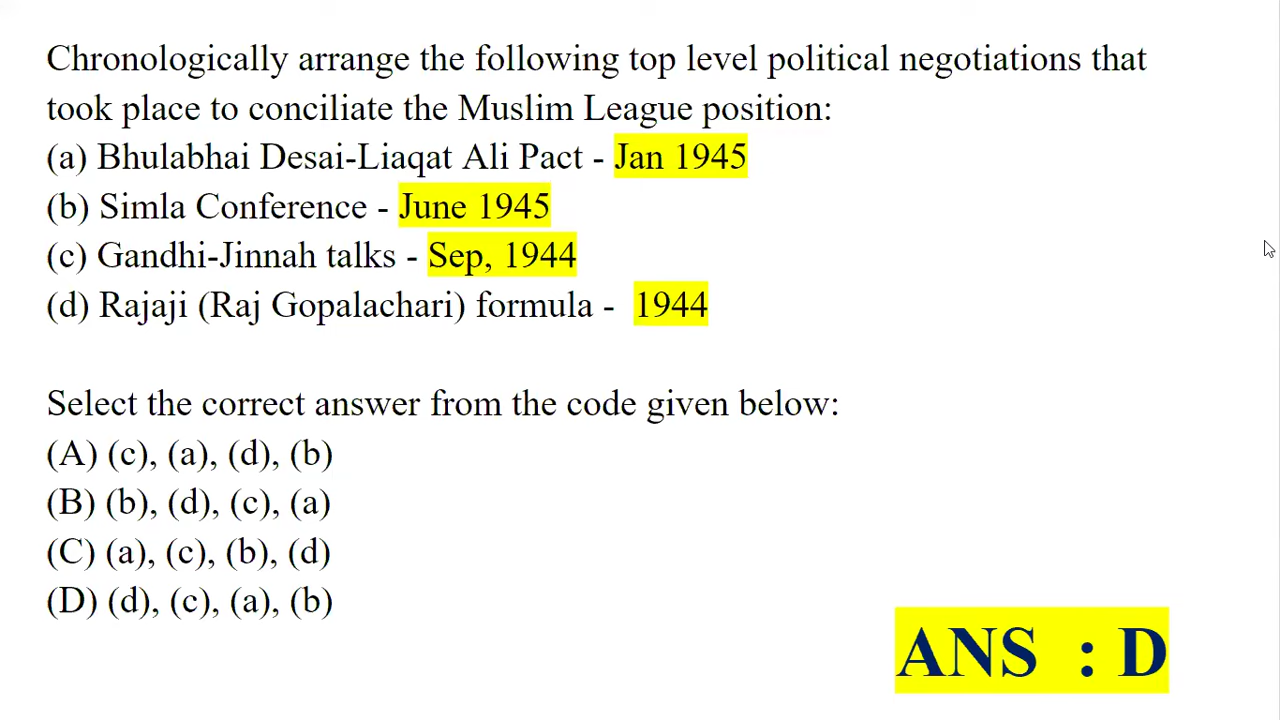 Chronologically arrange the following top level political negotiations that
took place to conciliate the Muslim League position:
(a) Bhulabhai Desai-Liaqat Ali Pact - Jan 1945
(b) Simla Conference - June 1945
(c) Gandhi-Jinnah talks - Sep, 1944
(d) Rajaji (Raj Gopalachari) formula - 1944
Select the correct answer from the code given below:
(A) (c), (a), (d), (b)
(B) (b), (d), (c), (a)
(C) (a), (c), (b), (d)
(D) (d), (c), (a), (b)
ANS : D